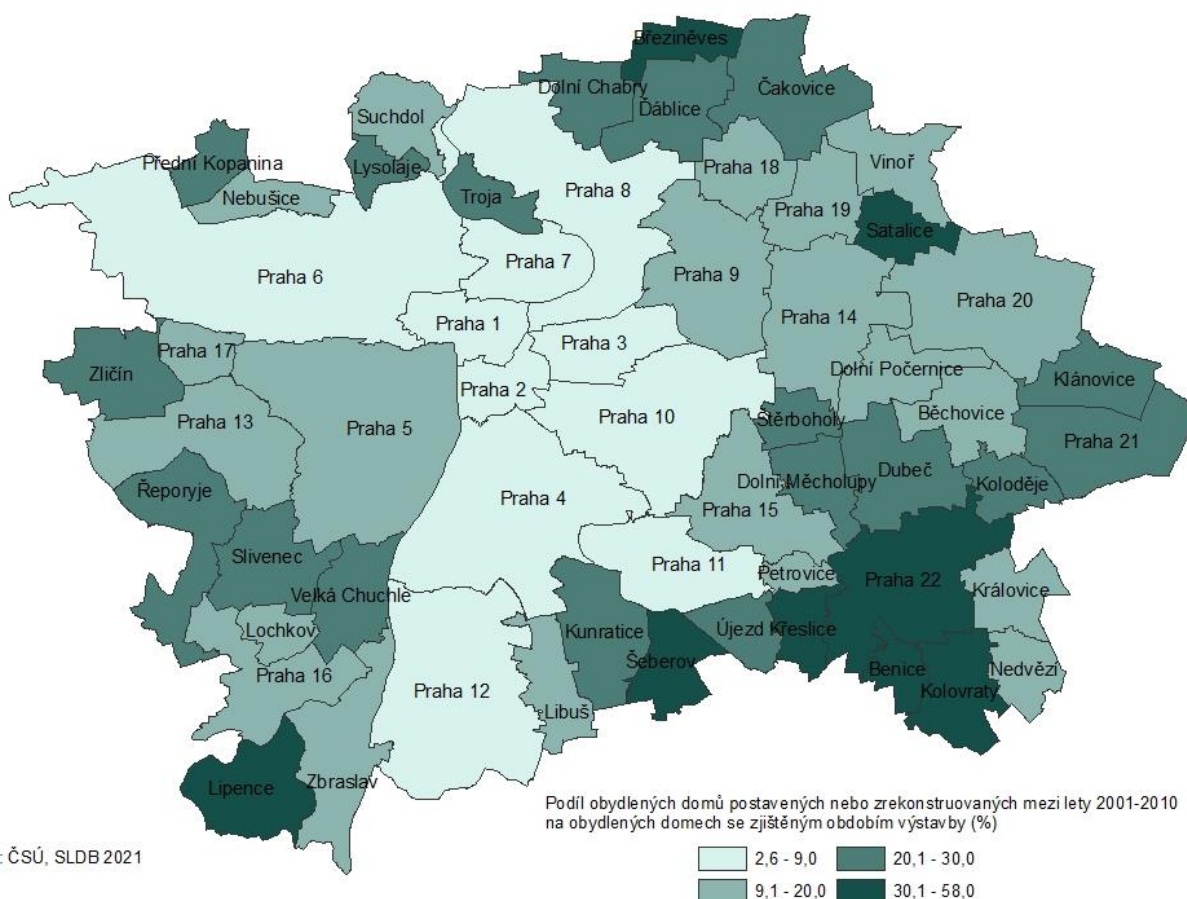 Březiněves
Dolní Chabry
Ďáblice
Čakovice
Suchdol
Přední Kopanina
Lysolaje
Nebušice
Troja
Praha 8
Praha 18
Vinoř
Praha 19
Satalice
Praha 6
Praha 7
Praha 9
Praha 20
Praha 1
Praha 14
Praha 3
Praha 17
Zličín
Dolní Počernice
Klánovice
Praha 2
Praha 10
Běchovice
Praha 13
Praha 5
Štěrboholy
Praha 21
Dubeč
Řeporyje
Praha 4
Dolní Měcholupy
Koloděje
Praha 15
Slivenec
Praha 11
Petrovice
Praha 22
Královice
Velká Chuchle
Lochkov
Kunratice
Újezd
Křeslice
Šeberov
Praha 16
Benice
Nedvězí
Praha 12
Kolovraty
Libuš
Lipence
Zbraslav
Podíl obydlených domů postavených nebo zrekonstruovaných mezi lety 2001-2010
na obydlených domech se zjištěným obdobím výstavby (%)
: ČSÚ, SLDB 2021
2,6 - 9,0
20,1 - 30,0
9,1 - 20,0
30,1 - 58,0